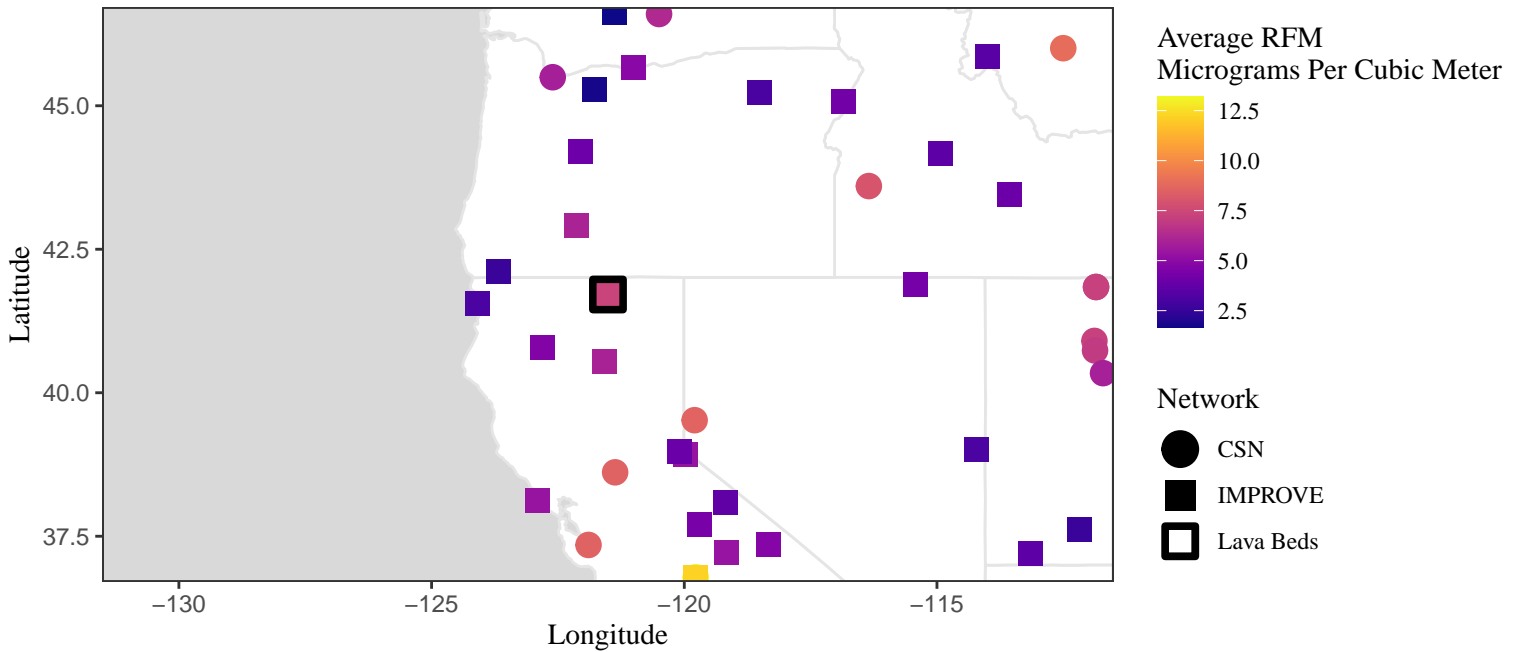 45.0
42.5
40.0
37.5
Latitude
−130
−125
−120
−115
Longitude
Average RFM
Micrograms Per Cubic Meter
12.5
10.0
7.5
5.0
2.5
Network
CSN
IMPROVE
Lava Beds